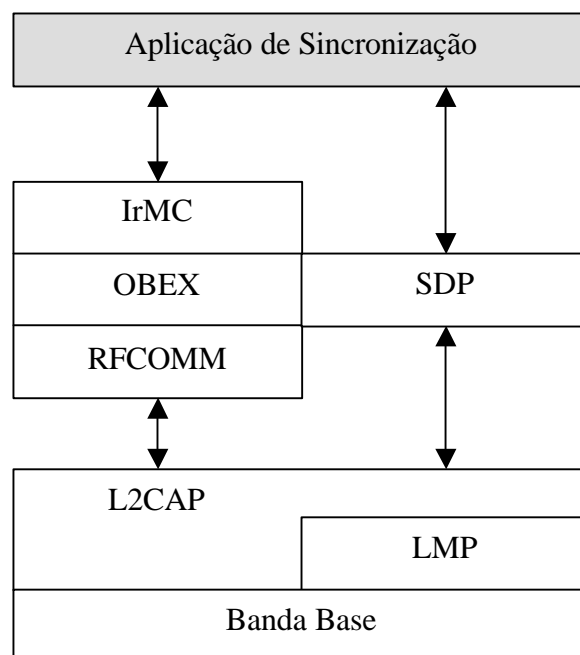 Aplicação de Sincronização
IrMC
OBEX
SDP
RFCOMM
L2CAP
LMP
Banda Base